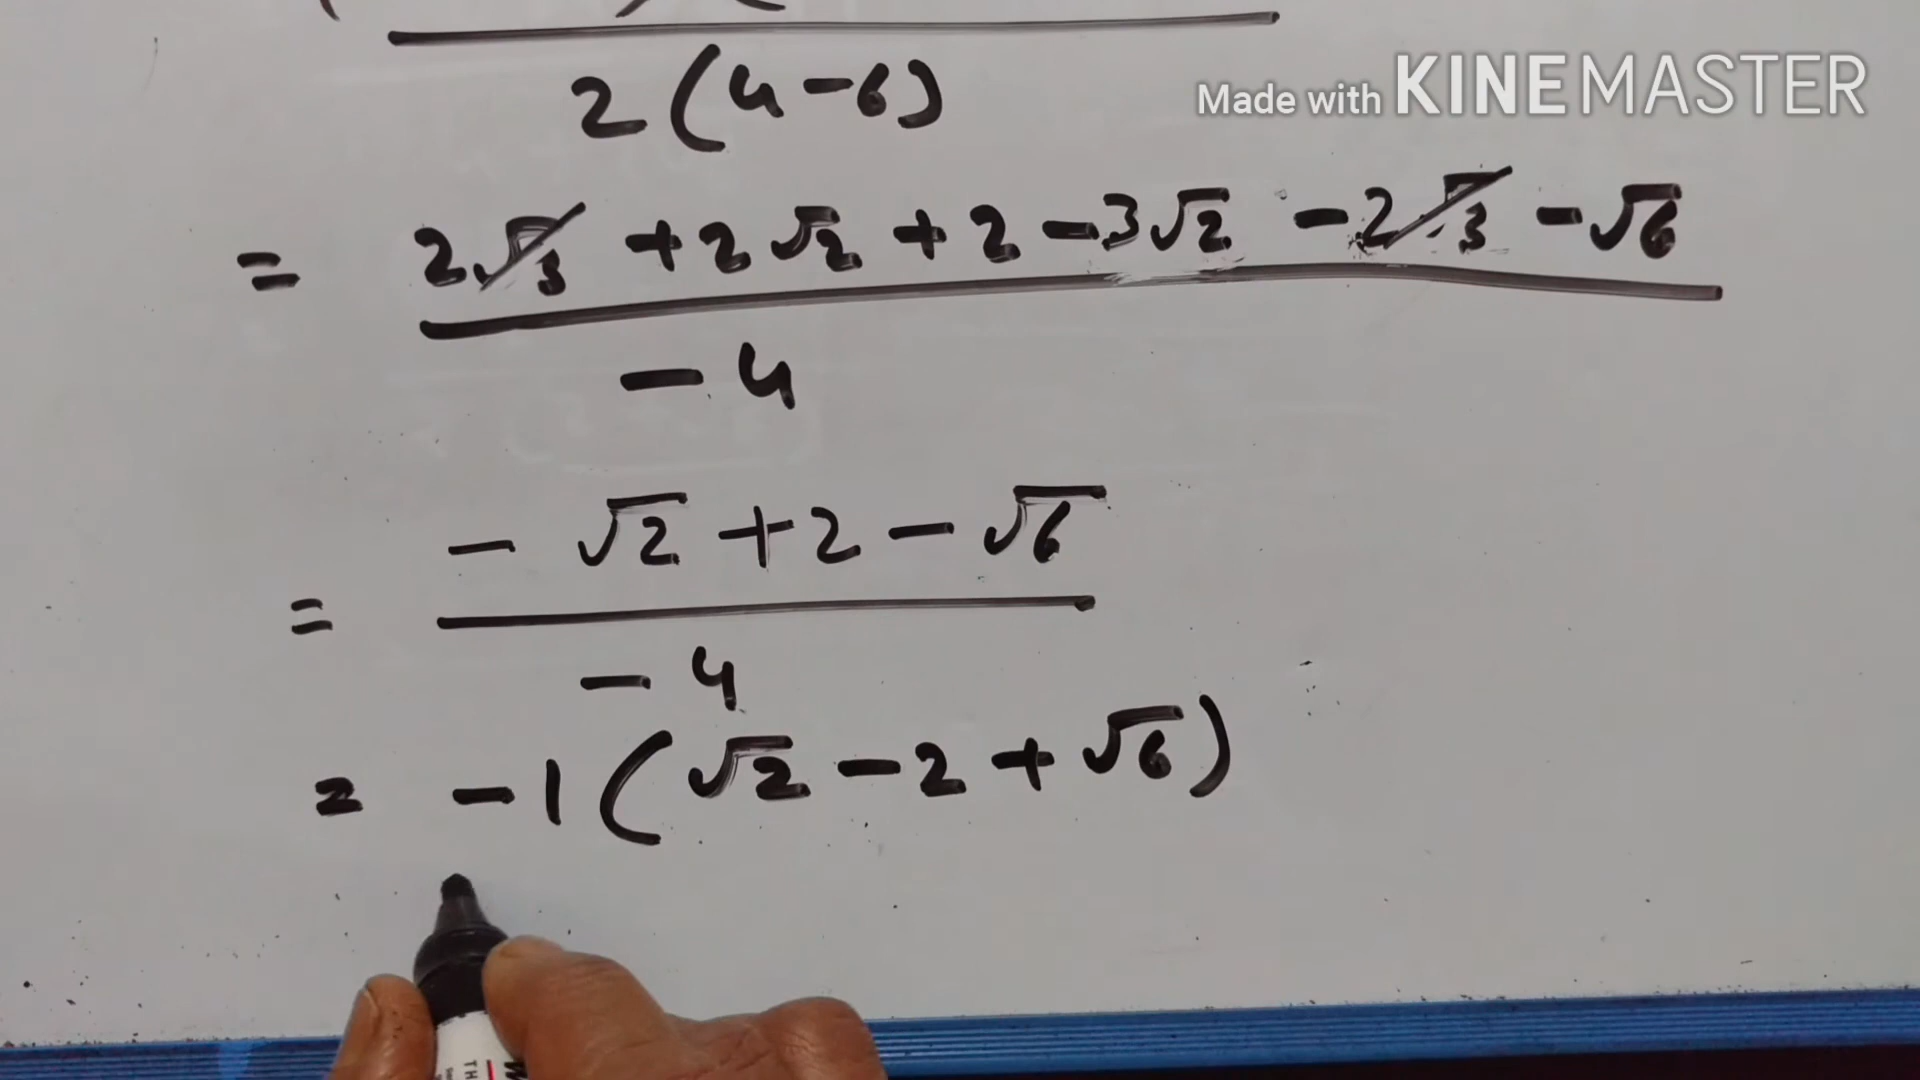 2(4-6)
Made with KINEMASTER
= 2√3 +2√2 +2 -3√2 -2√3 -√6
-4
= -√2 +2 -√6
-4
= -1(√2 -2 +√6)
TH